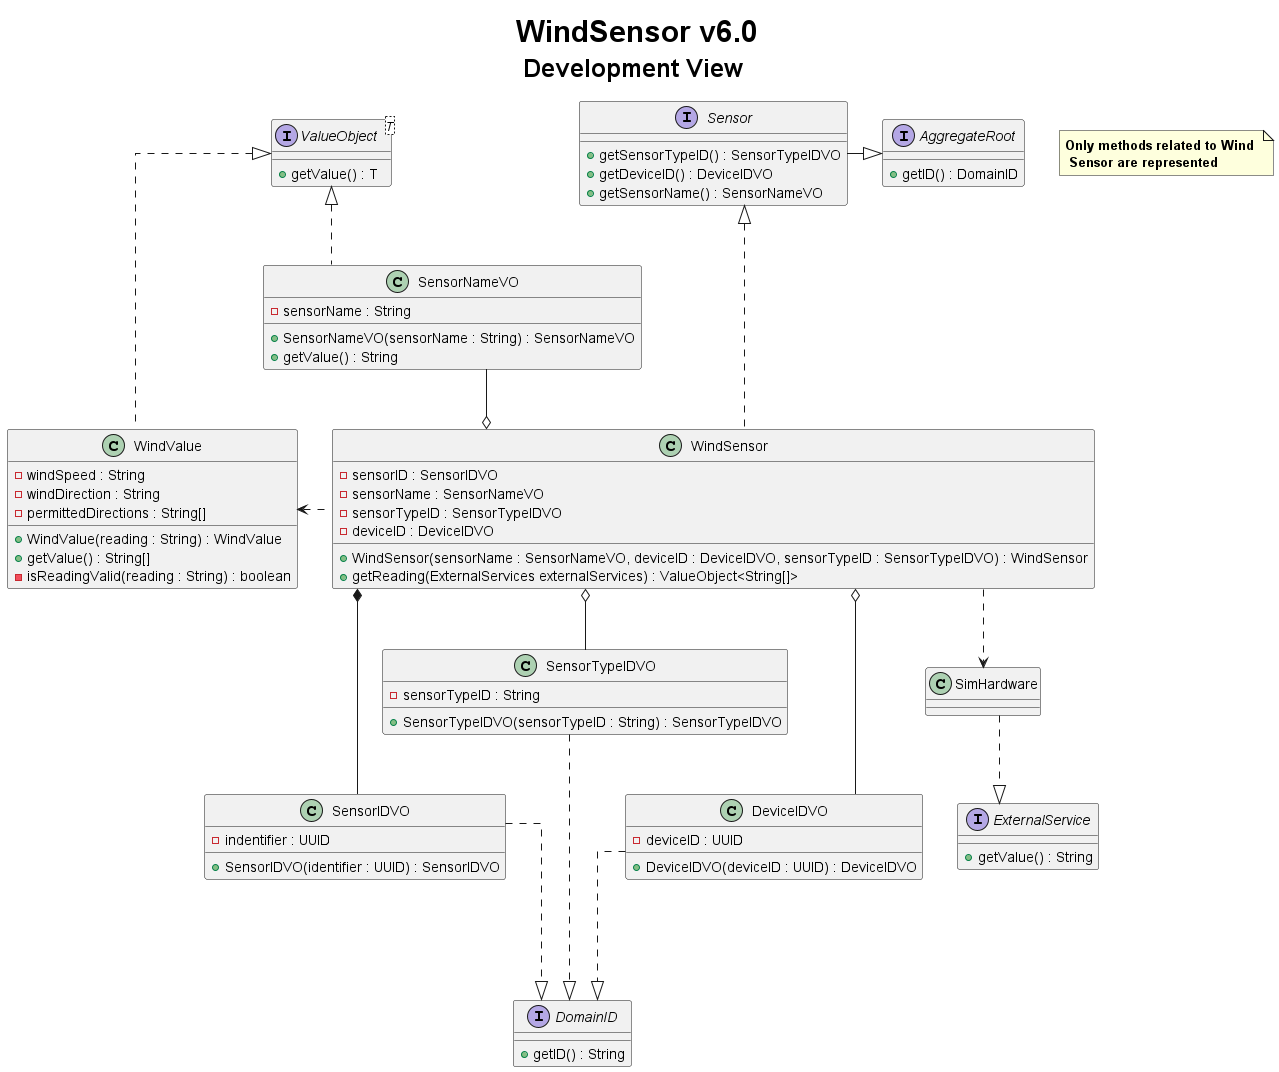 WindSensor v6.0
Development View
I ValueObject
T
getValue() : T
I Sensor
getSensorTypeID() : SensorTypeIDVO
getDeviceID() : DeviceIDVO
getSensorName() : SensorNameVO
I AggregateRoot
getID() : DomainID
Only methods related to Wind
Sensor are represented
C SensorNameVO
sensorName : String
SensorNameVO(sensorName : String) : SensorNameVO
getValue() : String
C WindValue
windSpeed : String
windDirection : String
permittedDirections : String[]
WindValue(reading : String) : WindValue
getValue() : String[]
isReadingValid(reading : String) : boolean
C WindSensor
sensorID : SensorIDVO
sensorName : SensorNameVO
sensorTypeID : SensorTypeIDVO
deviceID : DeviceIDVO
WindSensor(sensorName : SensorNameVO, deviceID : DeviceIDVO, sensorTypeID : SensorTypeIDVO) : WindSensor
getReading(ExternalServices externalServices) : ValueObject<String[]>
C SensorTypeIDVO
sensorTypeID : String
SensorTypeIDVO(sensorTypeID : String) : SensorTypeIDVO
C SimHardware
C SensorIDVO
indentifier : UUID
SensorIDVO(identifier : UUID) : SensorIDVO
C DeviceIDVO
deviceID : UUID
DeviceIDVO(deviceID : UUID) : DeviceIDVO
I ExternalService
getValue() : String
I DomainID
getID() : String